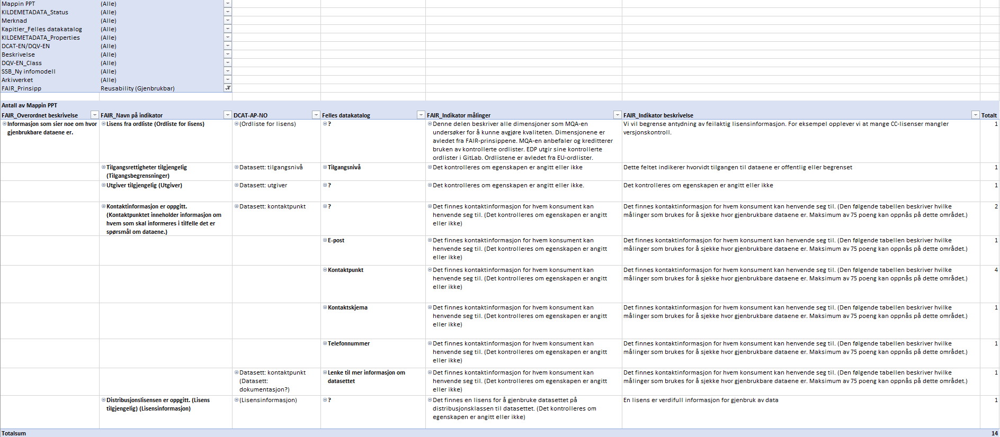 Mappin PPT (Alle)
KILDEMETADATA_Status (Alle)
Merknad (Alle)
Kapitler_Felles datakatalog (Alle)
KILDEMETADATA_Properties (Alle)
DCAT-EN/DQV-EN (Alle)
Beskrivelse (Alle)
DQV-EN_Class (Alle)
SSB_Ny infomodell (Alle)
Arkivverket (Alle)
FAIR_Prinsipp Reusability (Gjenbrukbar)
Antall av Mappin PPT
FAIR_Overordnet beskrivelse FAIR_Navn på indikator DCAT-AP-NO Felles datakatalog FAIR_Indikator målinger FAIR_Indikator beskrivelse Totalt
Informasjon som sier noe om hvor
gjenbrukbare dataene er.
Lisens fra ordliste (Ordliste for lisens)
(Ordliste for lisens)
?
Denne delen beskriver alle dimensjoner som MQA-en
undersøker for å kunne avgjøre kvaliteten. Dimensjonene er
avledet fra FAIR-prinsippene. MQA-en anbefaler og kreditterer
bruken av kontrollerte ordlister. EDP utgir sine kontrollerte
ordlister i GitLab. Ordlistene er avledet fra EU-ordlister.
Vi vil begrense antydning av feilaktig lisensinformasjon. For eksempel opplever vi at mange CC-lisenser mangler
versjonskontroll.
1
Tilgangsrettigheter tilgjengelig
(Tilgangsbegrensninger)
Datasett: tilgangsnivå
Tilgangsnivå
Det kontrolleres om egenskapen er angitt eller ikke
Dette feltet indikerer hvorvidt tilgangen til dataene er offentlig eller begrenset
1
Utgiver tilgjengelig (Utgiver)
Datasett: utgiver
?
Det kontrolleres om egenskapen er angitt eller ikke.
Det kontrolleres om egenskapen er angitt eller ikke
1
Kontaktinformasjon er oppgitt.
(Kontaktpunktet inneholder informasjon om
hvem som skal informeres i tilfelle det er
spørsmål om dataene.)
Datasett: kontaktpunkt
?
Det finnes kontaktinformasjon for hvem konsument kan
henvende seg til. (Det kontrolleres om egenskapen er angitt
eller ikke)
Det finnes kontaktinformasjon for hvem konsument kan henvende seg til. (Den følgende tabellen beskriver hvilke
målinger som brukes for å sjekke hvor gjenbrukbare dataene er. Maksimum av 75 poeng kan oppnås på dette området.)
2
E-post
Det finnes kontaktinformasjon for hvem konsument kan
henvende seg til. (Det kontrolleres om egenskapen er angitt
eller ikke)
Det finnes kontaktinformasjon for hvem konsument kan henvende seg til. (Den følgende tabellen beskriver hvilke
målinger som brukes for å sjekke hvor gjenbrukbare dataene er. Maksimum av 75 poeng kan oppnås på dette området.)
1
Kontaktpunkt
Det finnes kontaktinformasjon for hvem konsument kan
henvende seg til. (Det kontrolleres om egenskapen er angitt
eller ikke)
Det finnes kontaktinformasjon for hvem konsument kan henvende seg til. (Den følgende tabellen beskriver hvilke
målinger som brukes for å sjekke hvor gjenbrukbare dataene er. Maksimum av 75 poeng kan oppnås på dette området.)
4
Kontaktskjema
Det finnes kontaktinformasjon for hvem konsument kan
henvende seg til. (Det kontrolleres om egenskapen er angitt
eller ikke)
Det finnes kontaktinformasjon for hvem konsument kan henvende seg til. (Den følgende tabellen beskriver hvilke
målinger som brukes for å sjekke hvor gjenbrukbare dataene er. Maksimum av 75 poeng kan oppnås på dette området.)
1
Telefonnummer
Det finnes kontaktinformasjon for hvem konsument kan
henvende seg til. (Det kontrolleres om egenskapen er angitt
eller ikke)
Det finnes kontaktinformasjon for hvem konsument kan henvende seg til. (Den følgende tabellen beskriver hvilke
målinger som brukes for å sjekke hvor gjenbrukbare dataene er. Maksimum av 75 poeng kan oppnås på dette området.)
1
Datasett: kontaktpunkt
(Datasett:
dokumentasjon?)
Lenke til mer informasjon om
datasettet
Det finnes kontaktinformasjon for hvem konsument kan
henvende seg til. (Det kontrolleres om egenskapen er angitt
eller ikke)
Det finnes kontaktinformasjon for hvem konsument kan henvende seg til. (Den følgende tabellen beskriver hvilke
målinger som brukes for å sjekke hvor gjenbrukbare dataene er. Maksimum av 75 poeng kan oppnås på dette området.)
1
Distribusjonslisensen er oppgitt. (Lisens
tilgjengelig) (Lisensinformasjon)
(Lisensinformasjon)
?
Det finnes en lisens for å gjenbruke datasettet på
distribusjonsklassen til datasettet. (Det kontrolleres om
egenskapen er angitt eller ikke)
En lisens er verdifull informasjon for gjenbruk av data
1
Totalsum 14